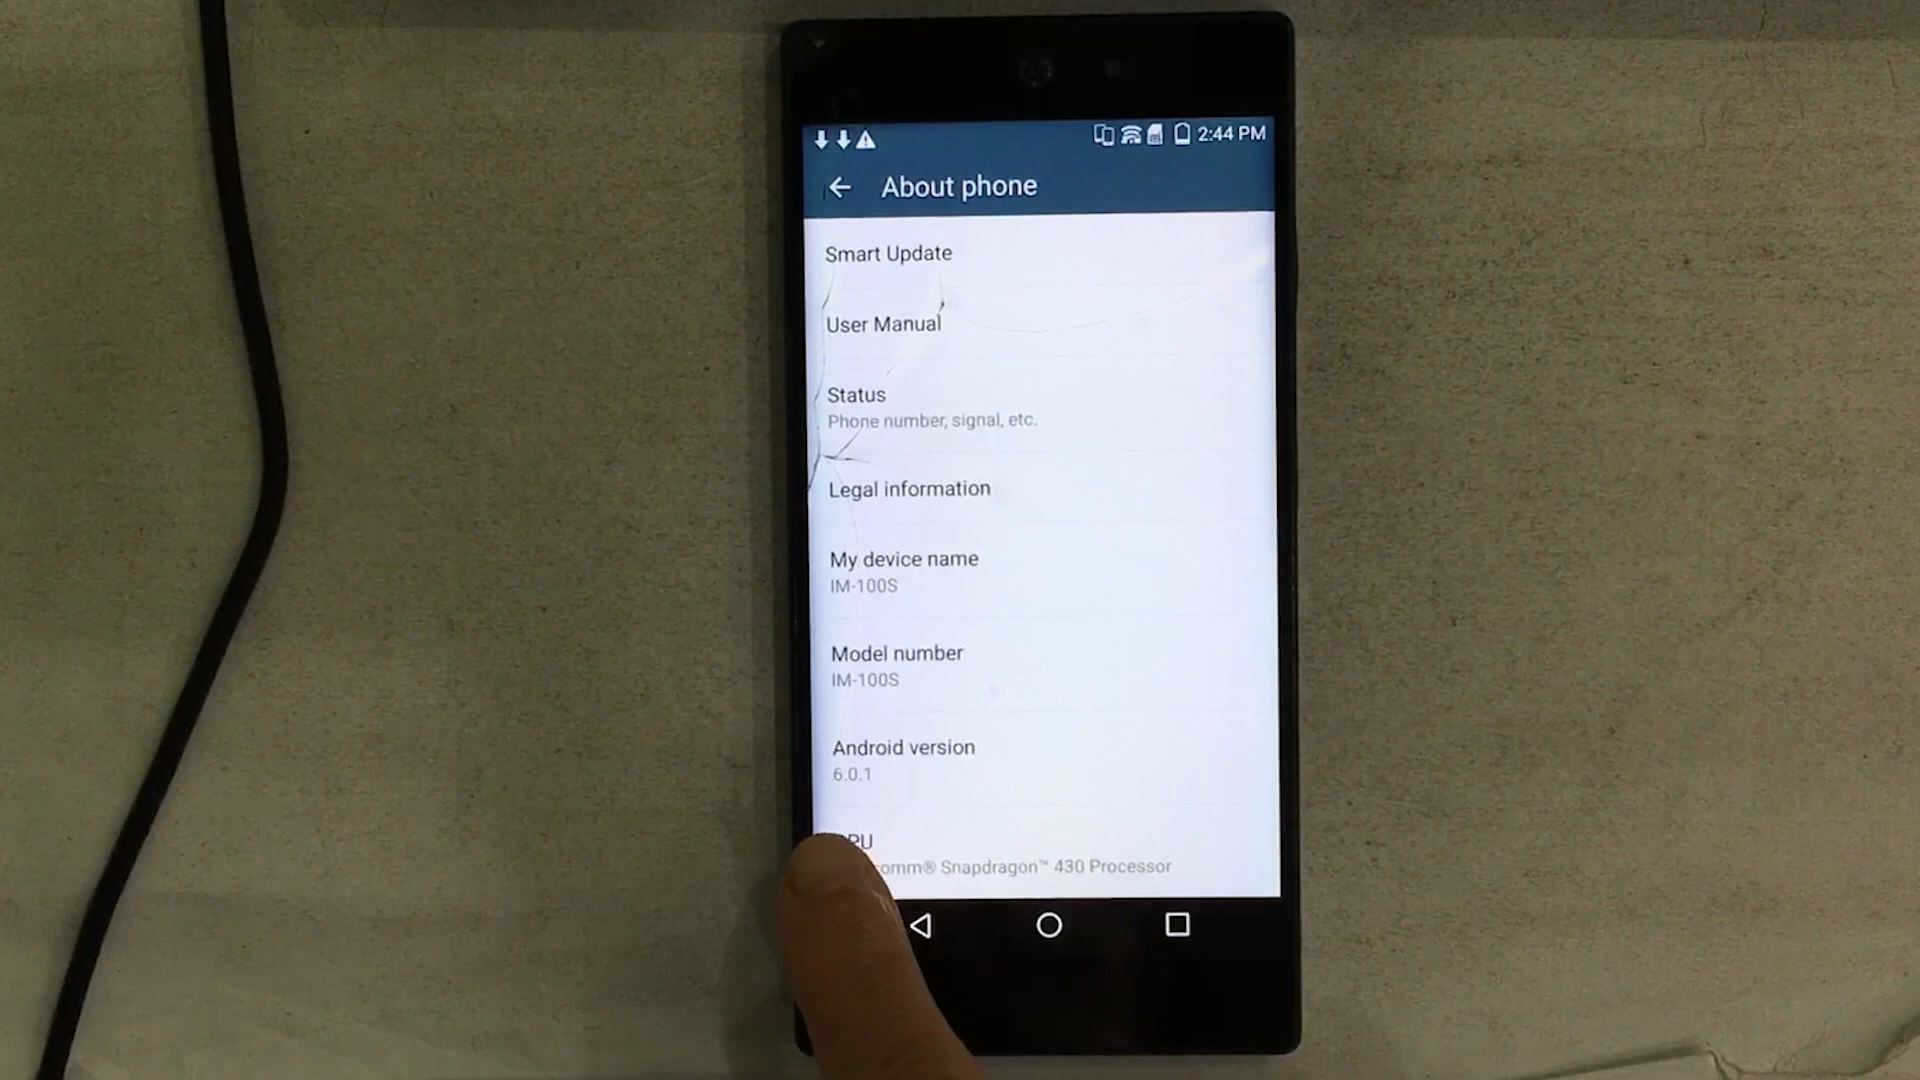 2:44 PM
About phone
Smart Update
User Manual
Status
Phone number, signal, etc.
Legal information
My device name
IM-100S
Model number
IM-100S
Android version
6.0.1
Snapdragon™ 430 Processor